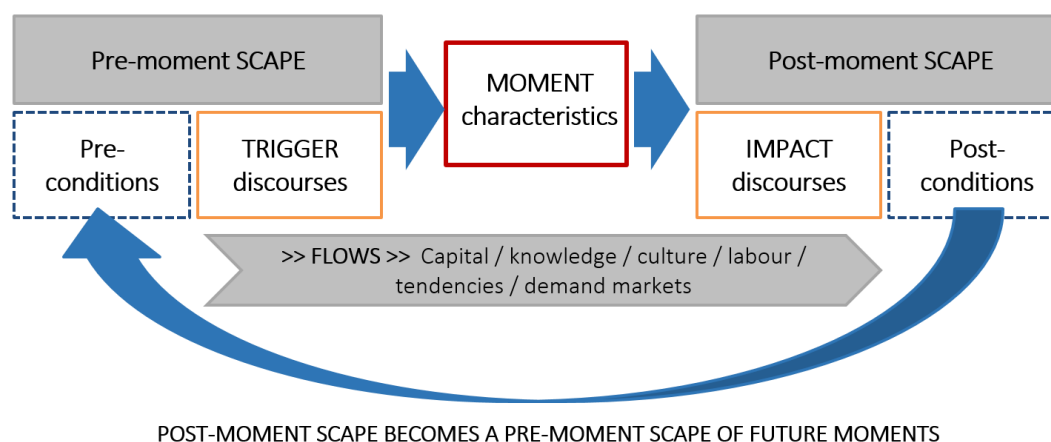 Pre-moment SCAPE
MOMENT
characteristics
Post-moment SCAPE
Pre-
conditions
TRIGGER
discourses
IMPACT
discourses
Post-
conditions
>> FLOWS >> Capital / knowledge / culture / labour /
tendencies / demand markets
POST-MOMENT SCAPE BECOMES A PRE-MOMENT SCAPE OF FUTURE MOMENTS